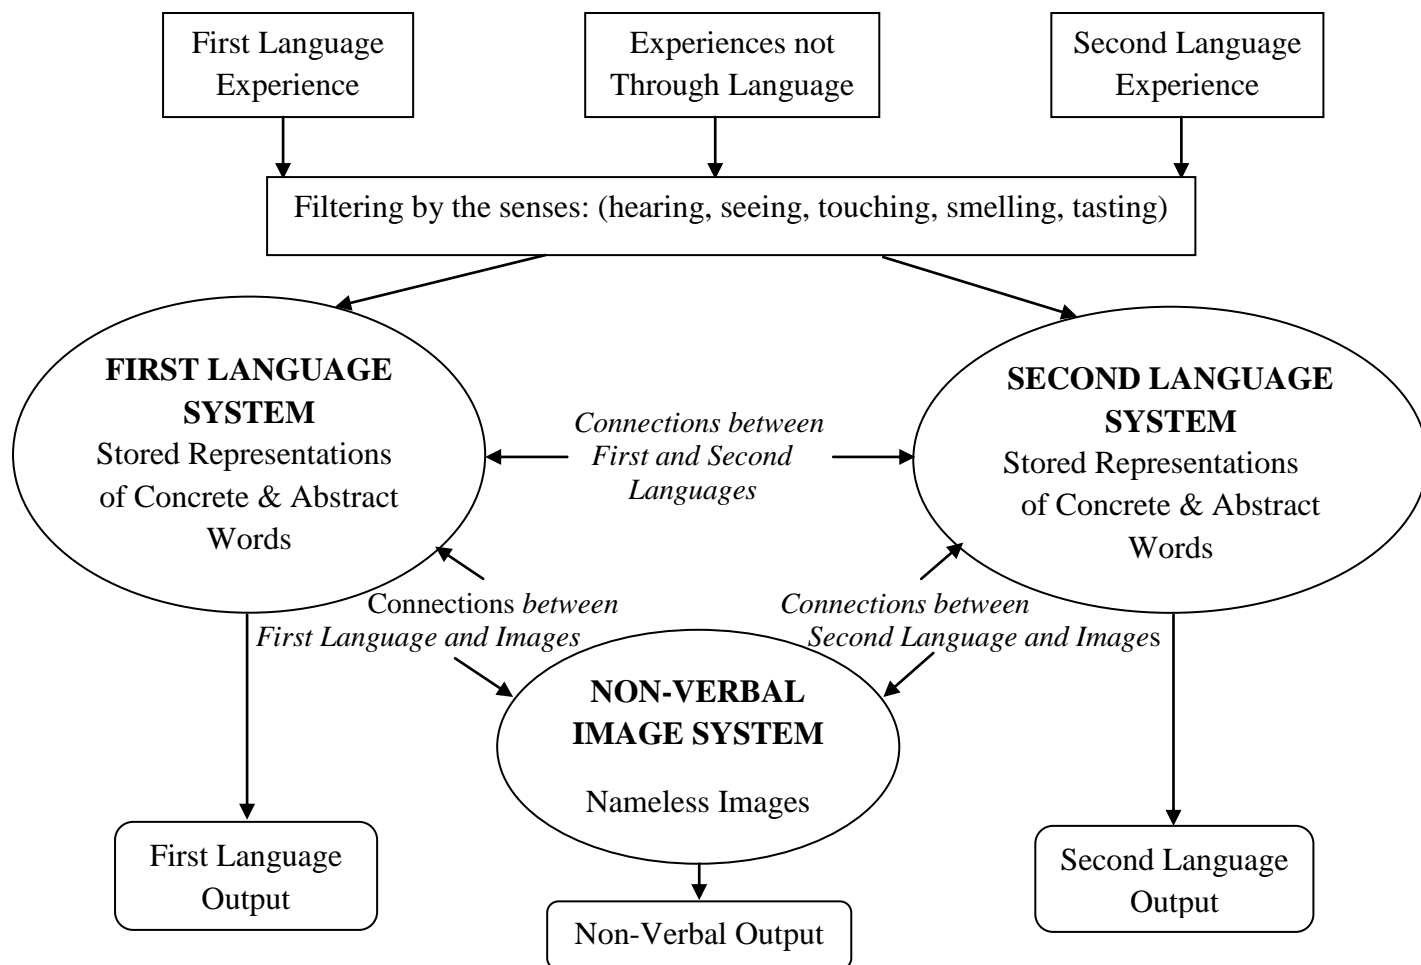 First Language
Experience
Experiences not
Through Language
Second Language
Experience
Filtering by the senses: (hearing, seeing, touching, smelling, tasting)
FIRST LANGUAGE
SYSTEM
Stored Representations
of Concrete & Abstract
Words
Connections between
First and Second
Languages
SECOND LANGUAGE
SYSTEM
Stored Representations
of Concrete & Abstract
Words
Connections between
First Language and Images
Connections between
Second Language and Images
NON-VERBAL
IMAGE SYSTEM
Nameless Images
First Language
Output
Non-Verbal Output
Second Language
Output